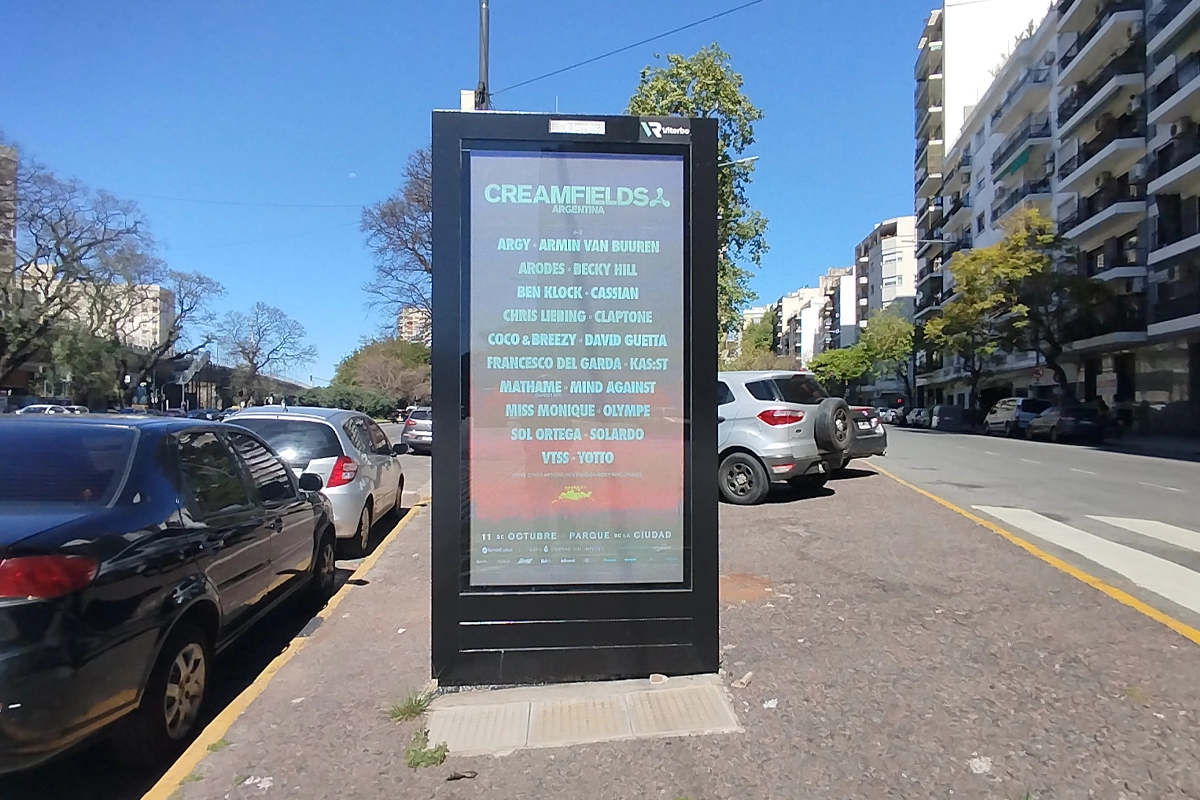 Viterbo
CREAMFIELDS
ARGENTINA
A-Z
ARGY · ARMIN VAN BUUREN
ARODES · BECKY HILL
BEN KLOCK · CASSIAN
CHRIS LIEBING · CLAPTONE
COCO & BREEZY · DAVID GUETTA
FRANCESCO DEL GARDA · KAS:ST
MATHAME · MIND AGAINST
MISS MONIQUE · OLYMPE
SOL ORTEGA · SOLARDO
VTSS · YOTTO
11 DE OCTUBRE · PARQUE DE LA CIUDAD